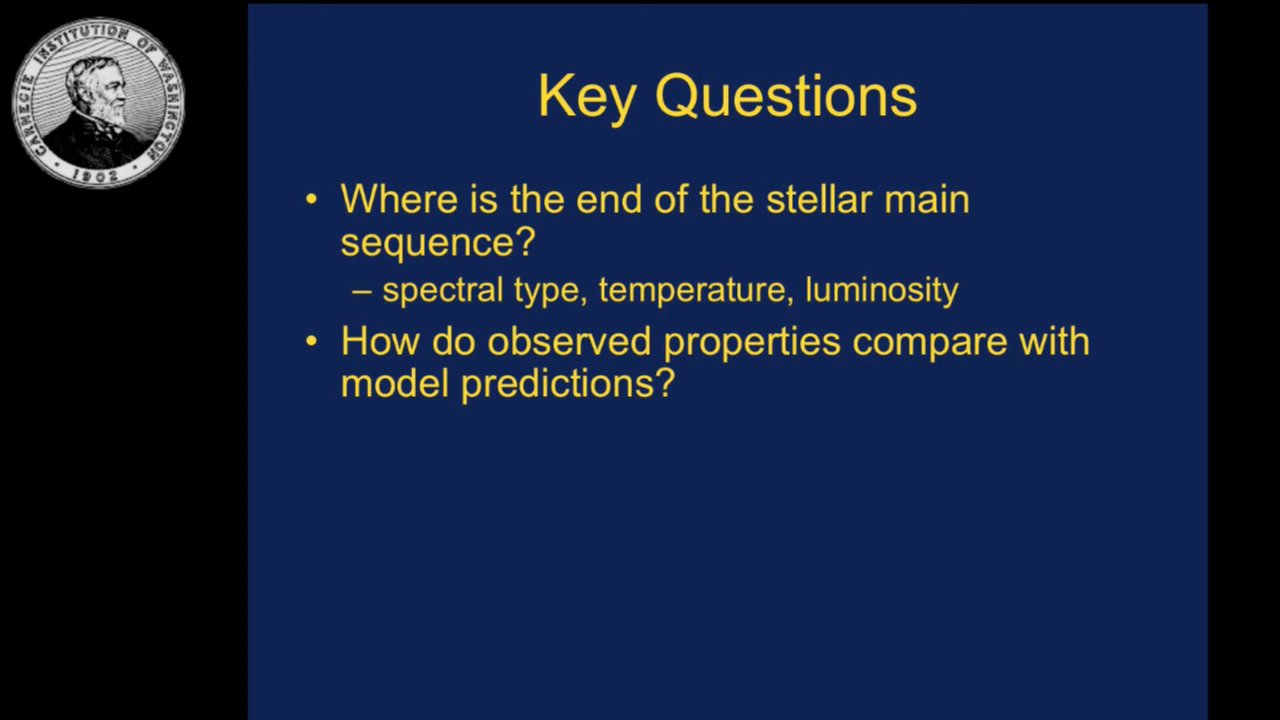 CARNEGIE INSTITUTION OF WASHINGTON
· 1902 ·
Key Questions
• Where is the end of the stellar main
sequence?
– spectral type, temperature, luminosity
• How do observed properties compare with
model predictions?